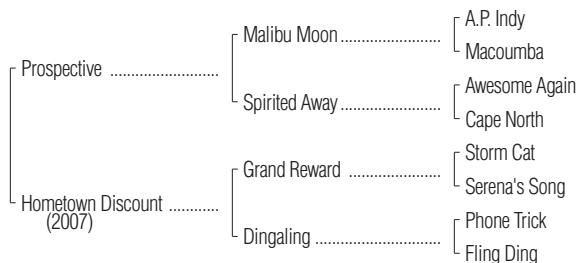 A.P. Indy
Malibu Moon
Macoumba
Prospective
Awesome Again
Spirited Away
Cape North
Storm Cat
Grand Reward
Serena's Song
Hometown Discount
(2007)
Phone Trick
Dingaling
Fling Ding